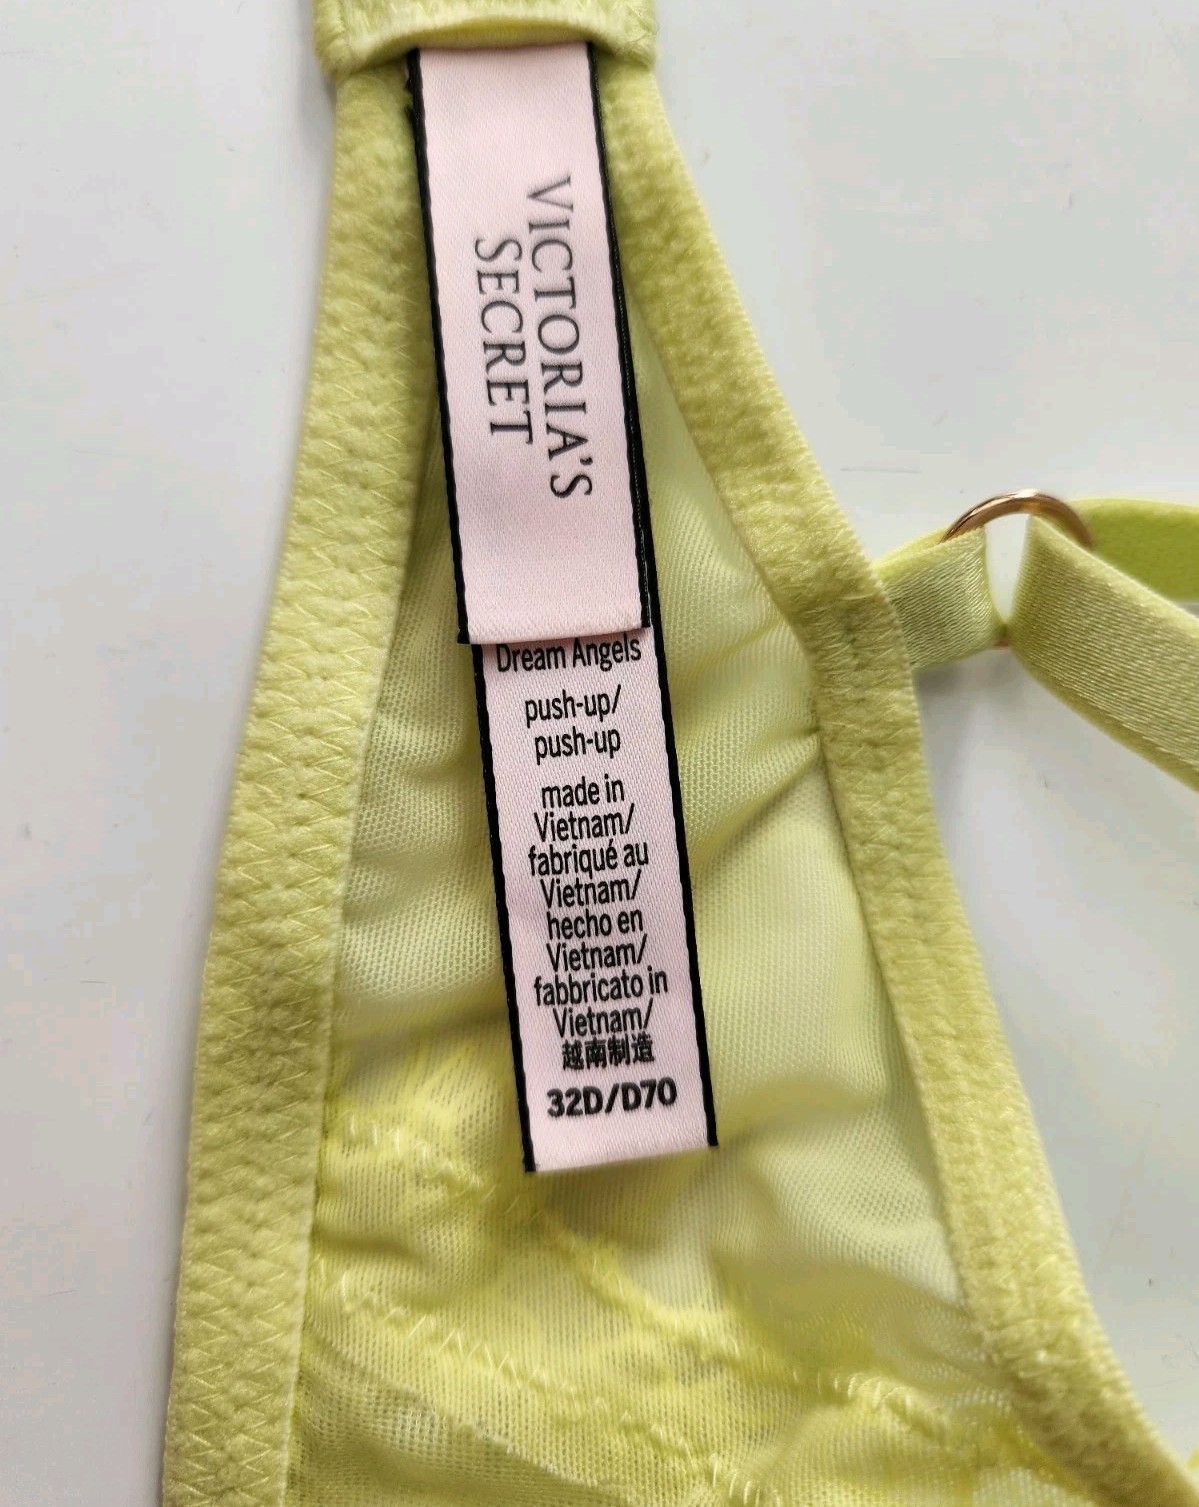 VICTORIA'S
SECRET
Dream Angels
push-up/
push-up
made in
Vietnam/
fabriqué au
Vietnam/
hecho en
Vietnam/
fabbricato in
Vietnam/
越南制造
32D/D70